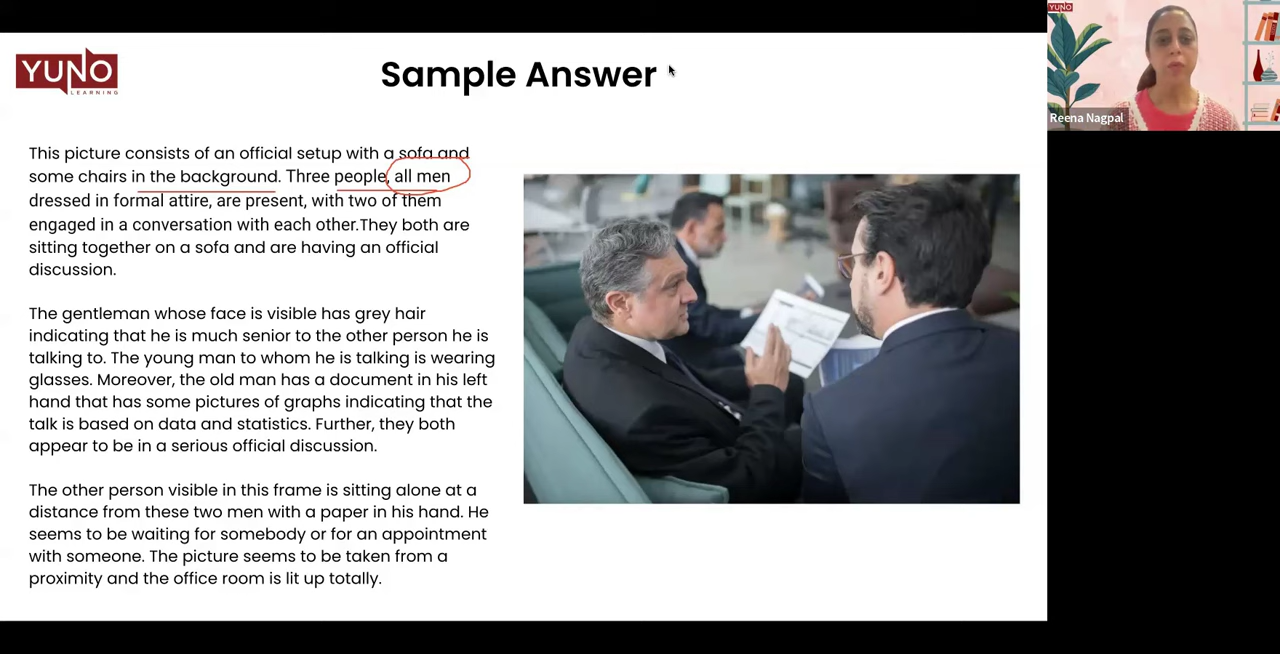 YUNO
LEARNING
Sample Answer
This picture consists of an official setup with a sofa and
some chairs in the background. Three people, all men
dressed in formal attire, are present, with two of them
engaged in a conversation with each other.They both are
sitting together on a sofa and are having an official
discussion.
The gentleman whose face is visible has grey hair
indicating that he is much senior to the other person he is
talking to. The young man to whom he is talking is wearing
glasses. Moreover, the old man has a document in his left
hand that has some pictures of graphs indicating that the
talk is based on data and statistics. Further, they both
appear to be in a serious official discussion.
The other person visible in this frame is sitting alone at a
distance from these two men with a paper in his hand. He
seems to be waiting for somebody or for an appointment
with someone. The picture seems to be taken from a
proximity and the office room is lit up totally.
YUNO
Reena Nagpal